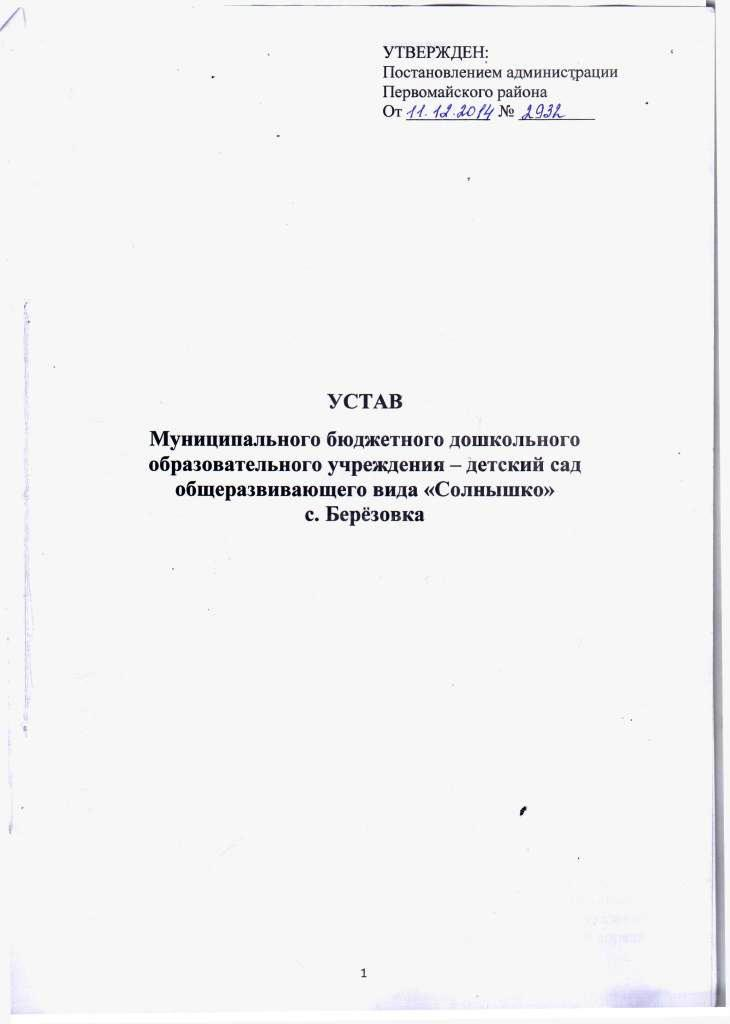 УТВЕРЖДЕН:
Постановлением администрации
Первомайского района
От 11.12.2014 № 2932
УСТАВ
Муниципального бюджетного дошкольного
образовательного учреждения – детский сад
общеразвивающего вида «Солнышко»
с. Берёзовка
1